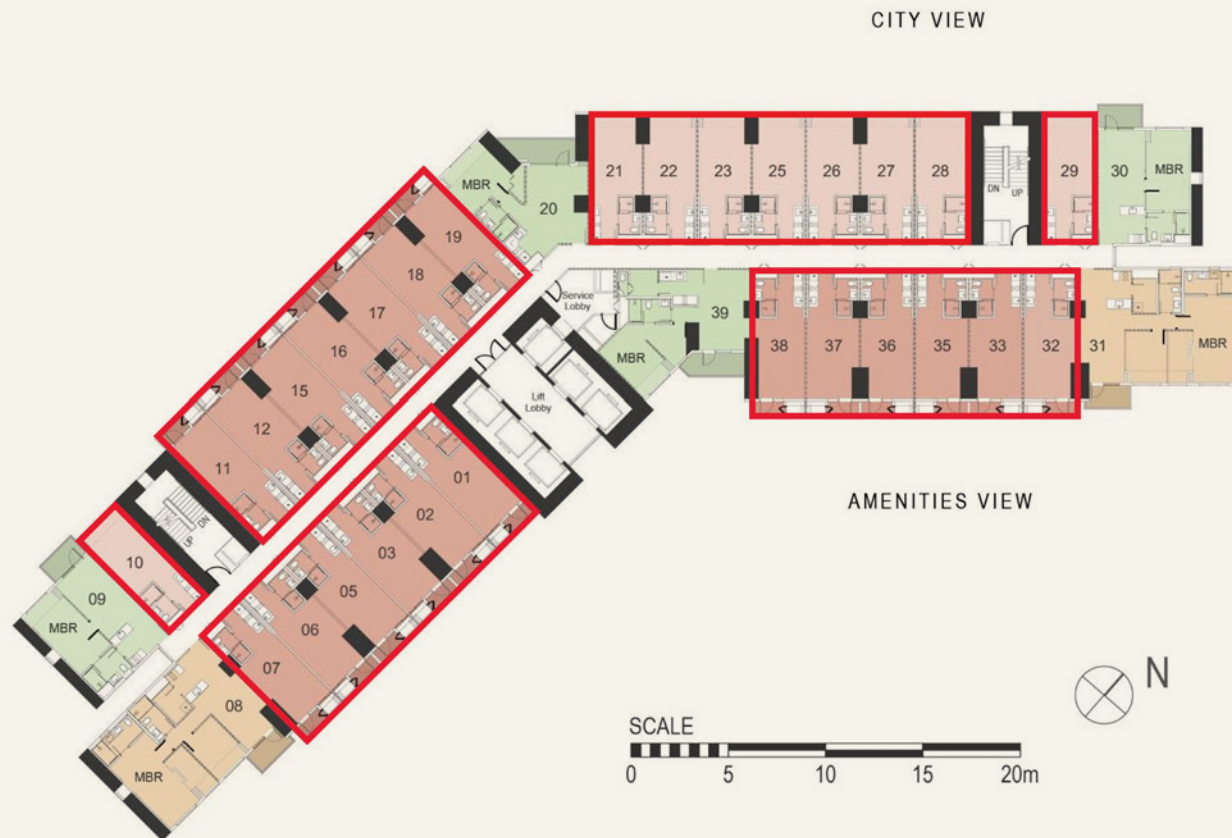 CITY VIEW
21 22 23 25 26 27 28
DN UP
29
30 MBR
MBR
20
19
18
17
16
15
12
11
Service
Lobby
39
MBR
38 37 36 35 33 32
31
MBR
Lift
Lobby
01
02
03
05
06
07
DN
UP
10
09
MBR
08
MBR
AMENITIES VIEW
N
SCALE
0 5 10 15 20m